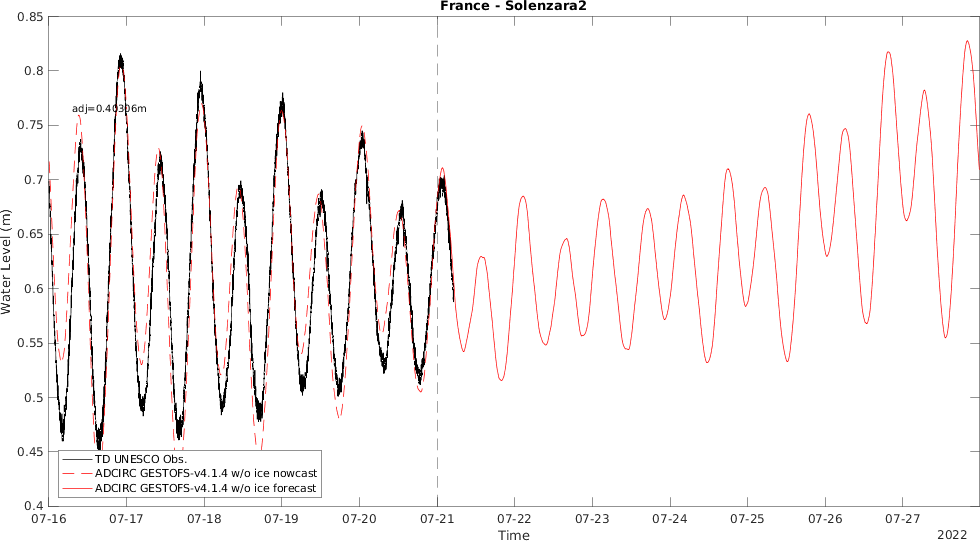 France - Solenzara2
0.85
0.8
0.75
0.7
0.65
0.6
0.55
0.5
0.45
0.4
Water Level (m)
adj=0.40306m
TD UNESCO Obs.
ADCIRC GESTOFS-v4.1.4 w/o ice nowcast
ADCIRC GESTOFS-v4.1.4 w/o ice forecast
07-16 07-17 07-18 07-19 07-20 07-21 07-22 07-23 07-24 07-25 07-26 07-27
Time
2022